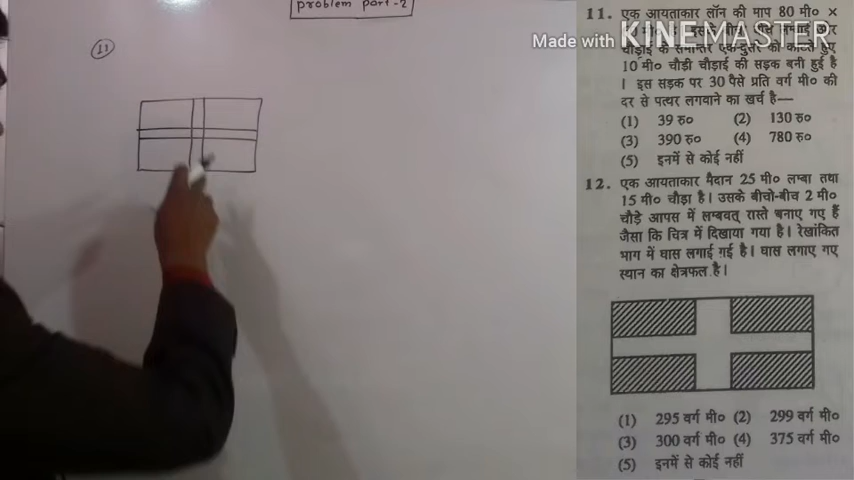 problem part-2
11
Made with KINEMASTER
11. एक आयताकार लॉन की माप 80 मी० ×
चौड़ाई के समान्तर एक-दुसरे को काटते हुए
10 मी० चौड़ी चौड़ाई की सड़क बनी हुई है
। इस सड़क पर 30 पैसे प्रति वर्ग मी० की
दर से पत्थर लगवाने का खर्च है—
(1) 39 रु० (2) 130 रु०
(3) 390 रु० (4) 780 रु०
(5) इनमें से कोई नहीं
12. एक आयताकार मैदान 25 मी० लम्बा तथा
15 मी० चौड़ा है। उसके बीचो-बीच 2 मी०
चौड़े आपस में लम्बवत् रास्ते बनाए गए हैं
जैसा कि चित्र में दिखाया गया है। रेखांकित
भाग में घास लगाई गई है। घास लगाए गए
स्थान का क्षेत्रफल है।
(1) 295 वर्ग मी० (2) 299 वर्ग मी०
(3) 300 वर्ग मी० (4) 375 वर्ग मी०
(5) इनमें से कोई नहीं